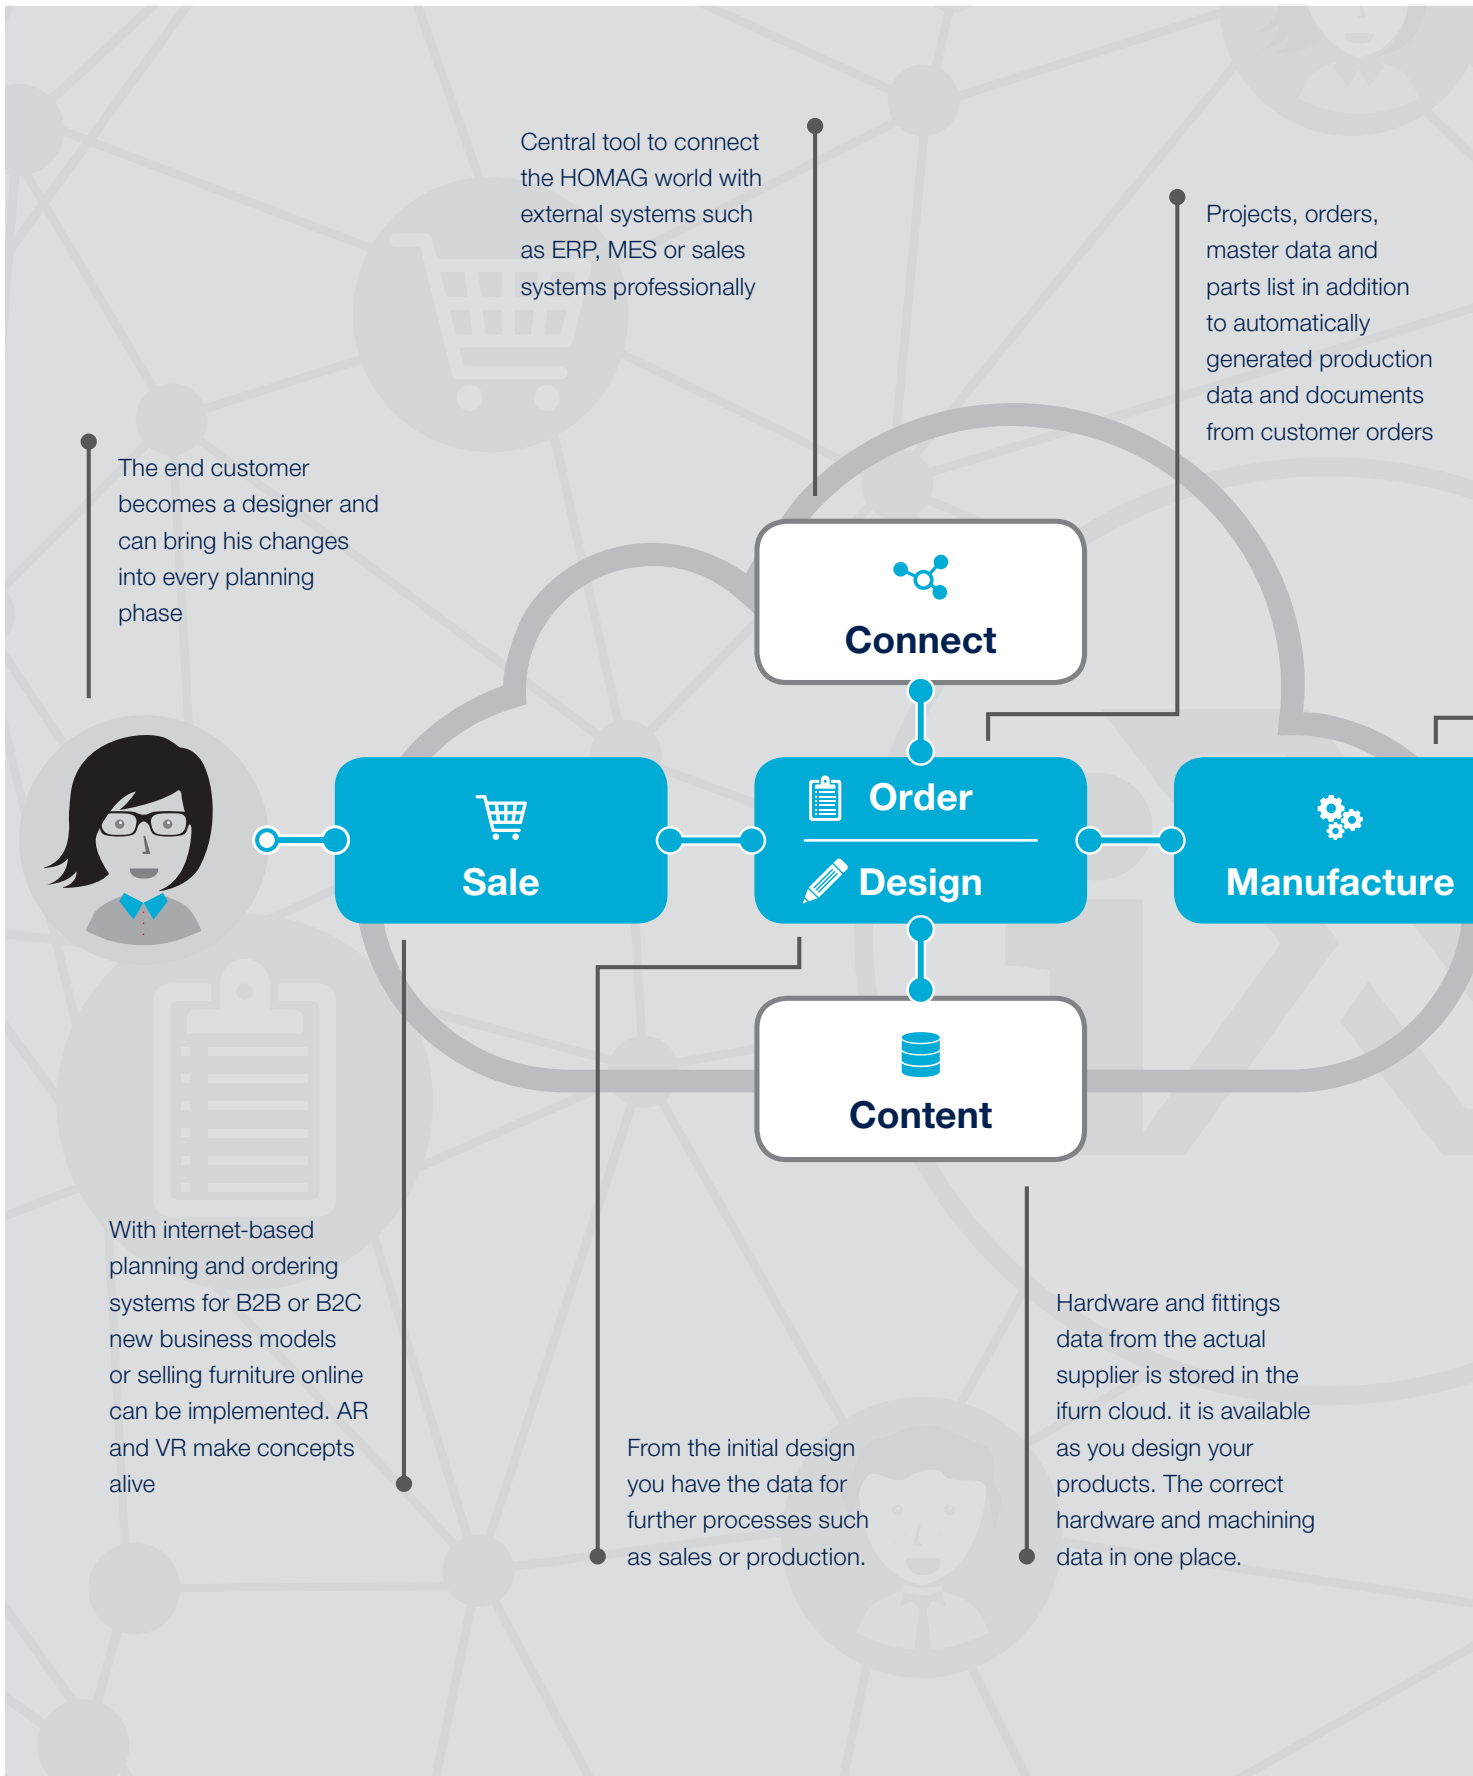 Central tool to connect
the HOMAG world with
external systems such
as ERP, MES or sales
systems professionally
Projects, orders,
master data and
parts list in addition
to automatically
generated production
data and documents
from customer orders
The end customer
becomes a designer and
can bring his changes
into every planning
phase
Connect
Sale
Order
Design
Manufacture
Content
With internet-based
planning and ordering
systems for B2B or B2C
new business models
or selling furniture online
can be implemented. AR
and VR make concepts
alive
From the initial design
you have the data for
further processes such
as sales or production.
Hardware and fittings
data from the actual
supplier is stored in the
ifurn cloud. it is available
as you design your
products. The correct
hardware and machining
data in one place.